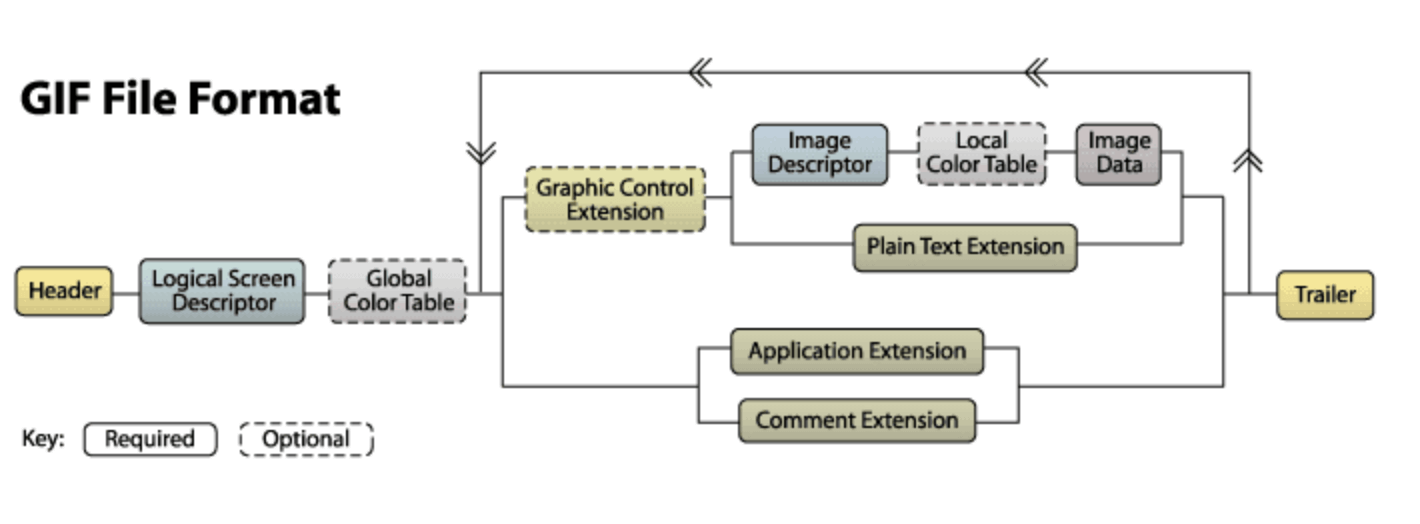 GIF File Format
Image
Descriptor
Local
Color Table
Image
Data
Graphic Control
Extension
Plain Text Extension
Header
Logical Screen
Descriptor
Global
Color Table
Trailer
Application Extension
Comment Extension
Key:
Required
Optional